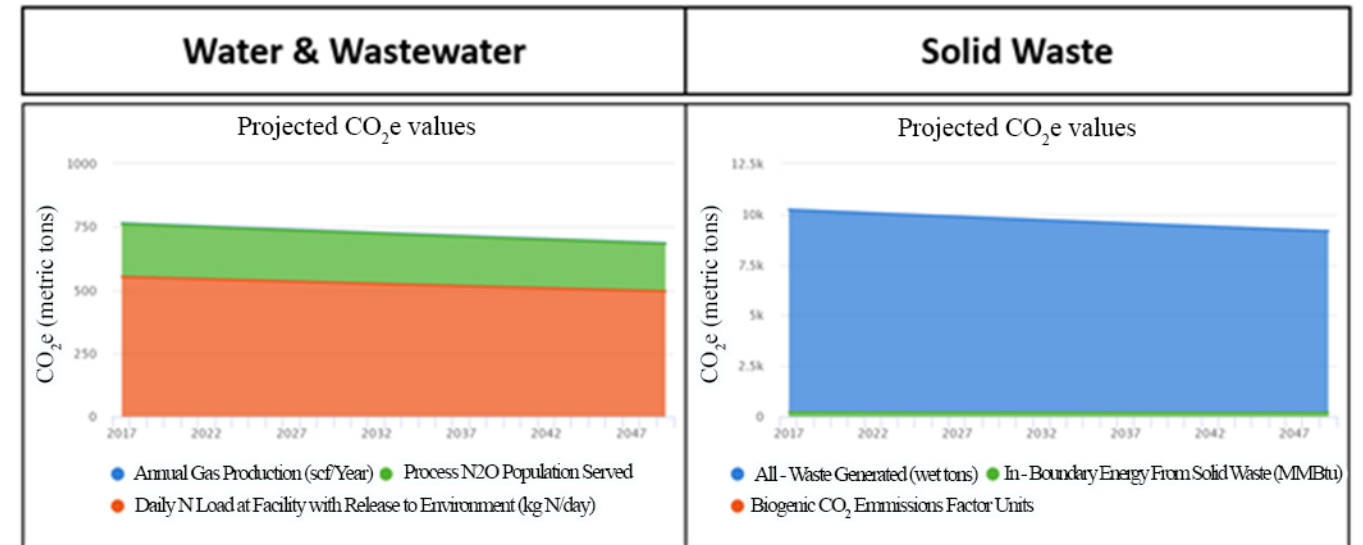 Water & Wastewater
Solid Waste
Projected CO₂e values
CO₂e (metric tons)
1000
750
500
250
0
2017 2022 2027 2032 2037 2042 2047
Annual Gas Production (scf/Year) Process N2O Population Served
Daily N Load at Facility with Release to Environment (kg N/day)
Projected CO₂e values
CO₂e (metric tons)
12.5k
10k
7.5k
5k
2.5k
0
2017 2022 2027 2032 2037 2042 2047
All - Waste Generated (wet tons) In - Boundary Energy From Solid Waste (MMBtu)
Biogenic CO₂ Emmissions Factor Units